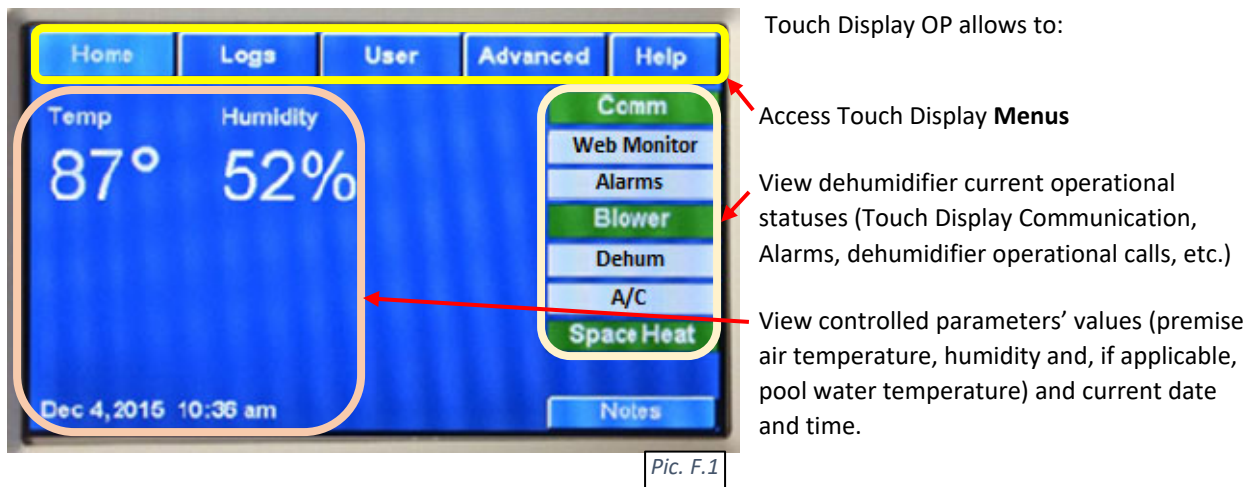 Touch Display OP allows to:
Home Logs User Advanced Help
Temp Humidity
87° 52%
Comm
Web Monitor
Alarms
Blower
Dehum
A/C
Space Heat
Dec 4, 2015 10:36 am
Notes
Access Touch Display Menus
View dehumidifier current operational
statuses (Touch Display Communication,
Alarms, dehumidifier operational calls, etc.)
View controlled parameters’ values (premise
air temperature, humidity and, if applicable,
pool water temperature) and current date
and time.
Pic. F.1